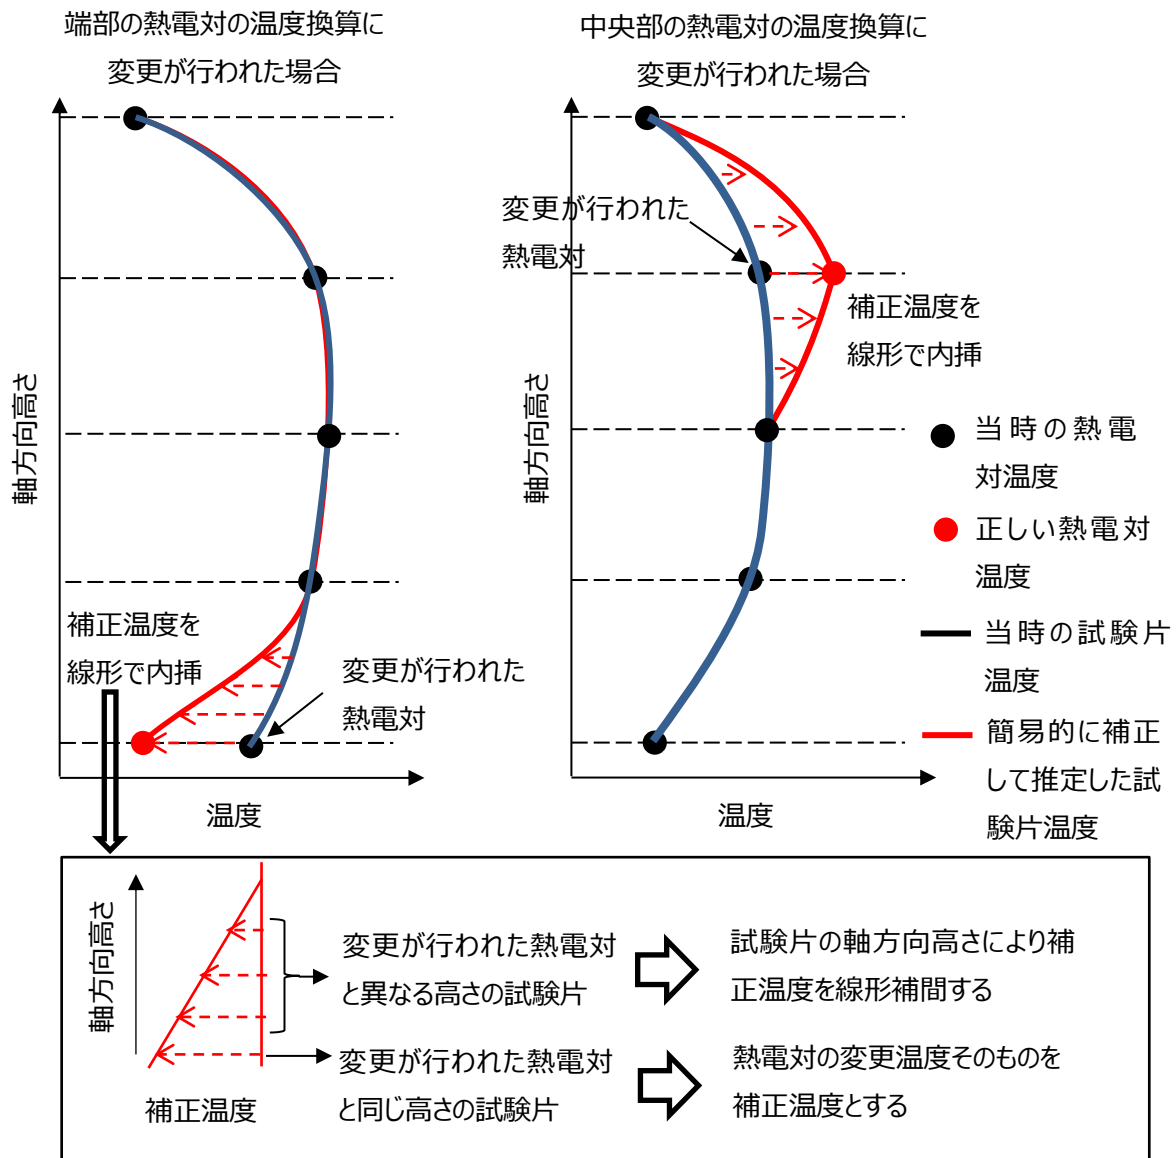 端部の熱電対の温度換算に
変更が行われた場合
軸方向高さ
補正温度を
線形で内挿
変更が行われた
熱電対
温度
中央部の熱電対の温度換算に
変更が行われた場合
変更が行われた
熱電対
軸方向高さ
補正温度を
線形で内挿
温度
当時の熱電
対温度
正しい熱電対
温度
当時の試験片
温度
簡易的に補正
して推定した試
験片温度
軸方向高さ
補正温度
変更が行われた熱電対
と異なる高さの試験片
試験片の軸方向高さにより補
正温度を線形補間する
変更が行われた熱電対
と同じ高さの試験片
熱電対の変更温度そのものを
補正温度とする